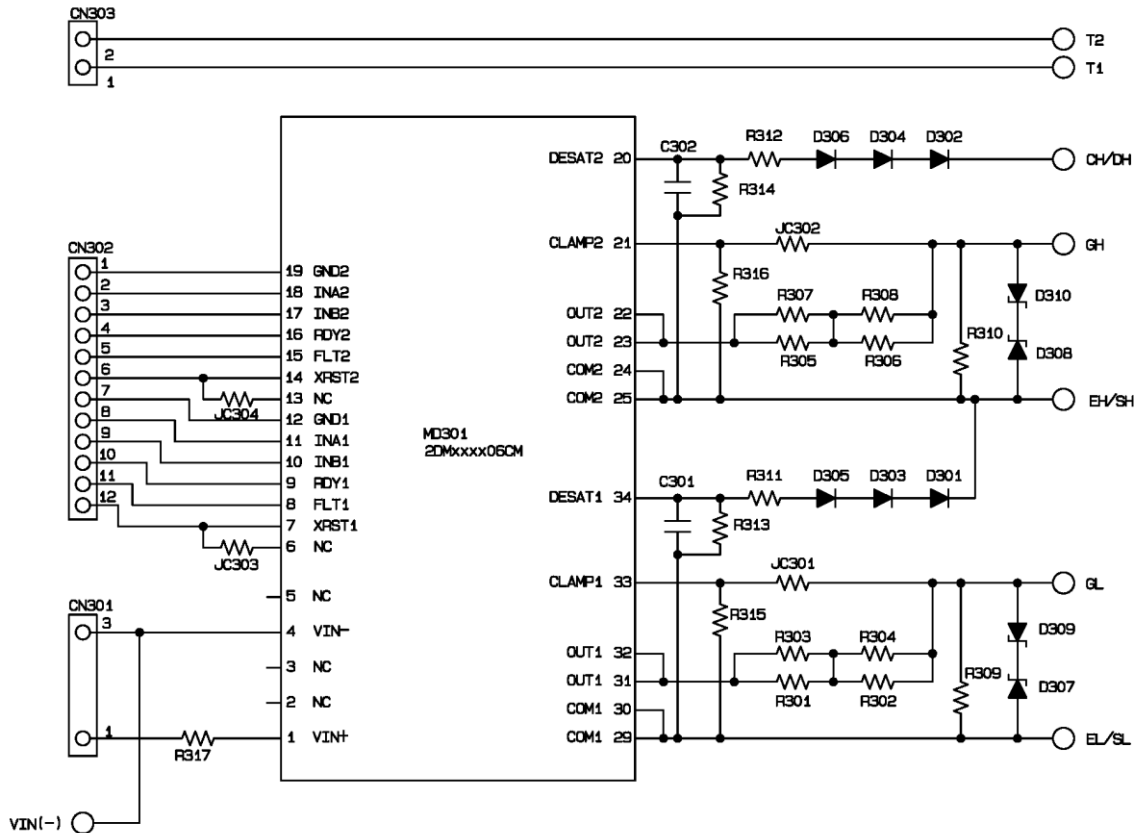 CN303
2
1
T2
T1
CN302
1
2
3
4
5
6
7
8
9
10
11
12
JC304
JC303
19 GND2
18 INA2
17 INB2
16 RDY2
15 FLT2
14 XRST2
13 NC
12 GND1
11 INA1
10 INB1
9 RDY1
8 FLT1
7 XRST1
6 NC
5 NC
4 VIN-
3 NC
2 NC
1 VIN+
CN301
3
1
R317
VIN(-)
MD301
2DMxxxx06CM
DESAT2 20
CLAMP2 21
OUT2 22
OUT2 23
COM2 24
COM2 25
DESAT1 34
CLAMP1 33
OUT1 32
OUT1 31
COM1 30
COM1 29
C302
R312
D306
D304
D302
CH/DH
R314
JC302
GH
R316
R307
R308
D310
R305
R306
R310
D308
EH/SH
C301
R311
D305
D303
D301
R313
JC301
GL
R315
R303
R304
D309
R301
R302
R309
D307
EL/SL